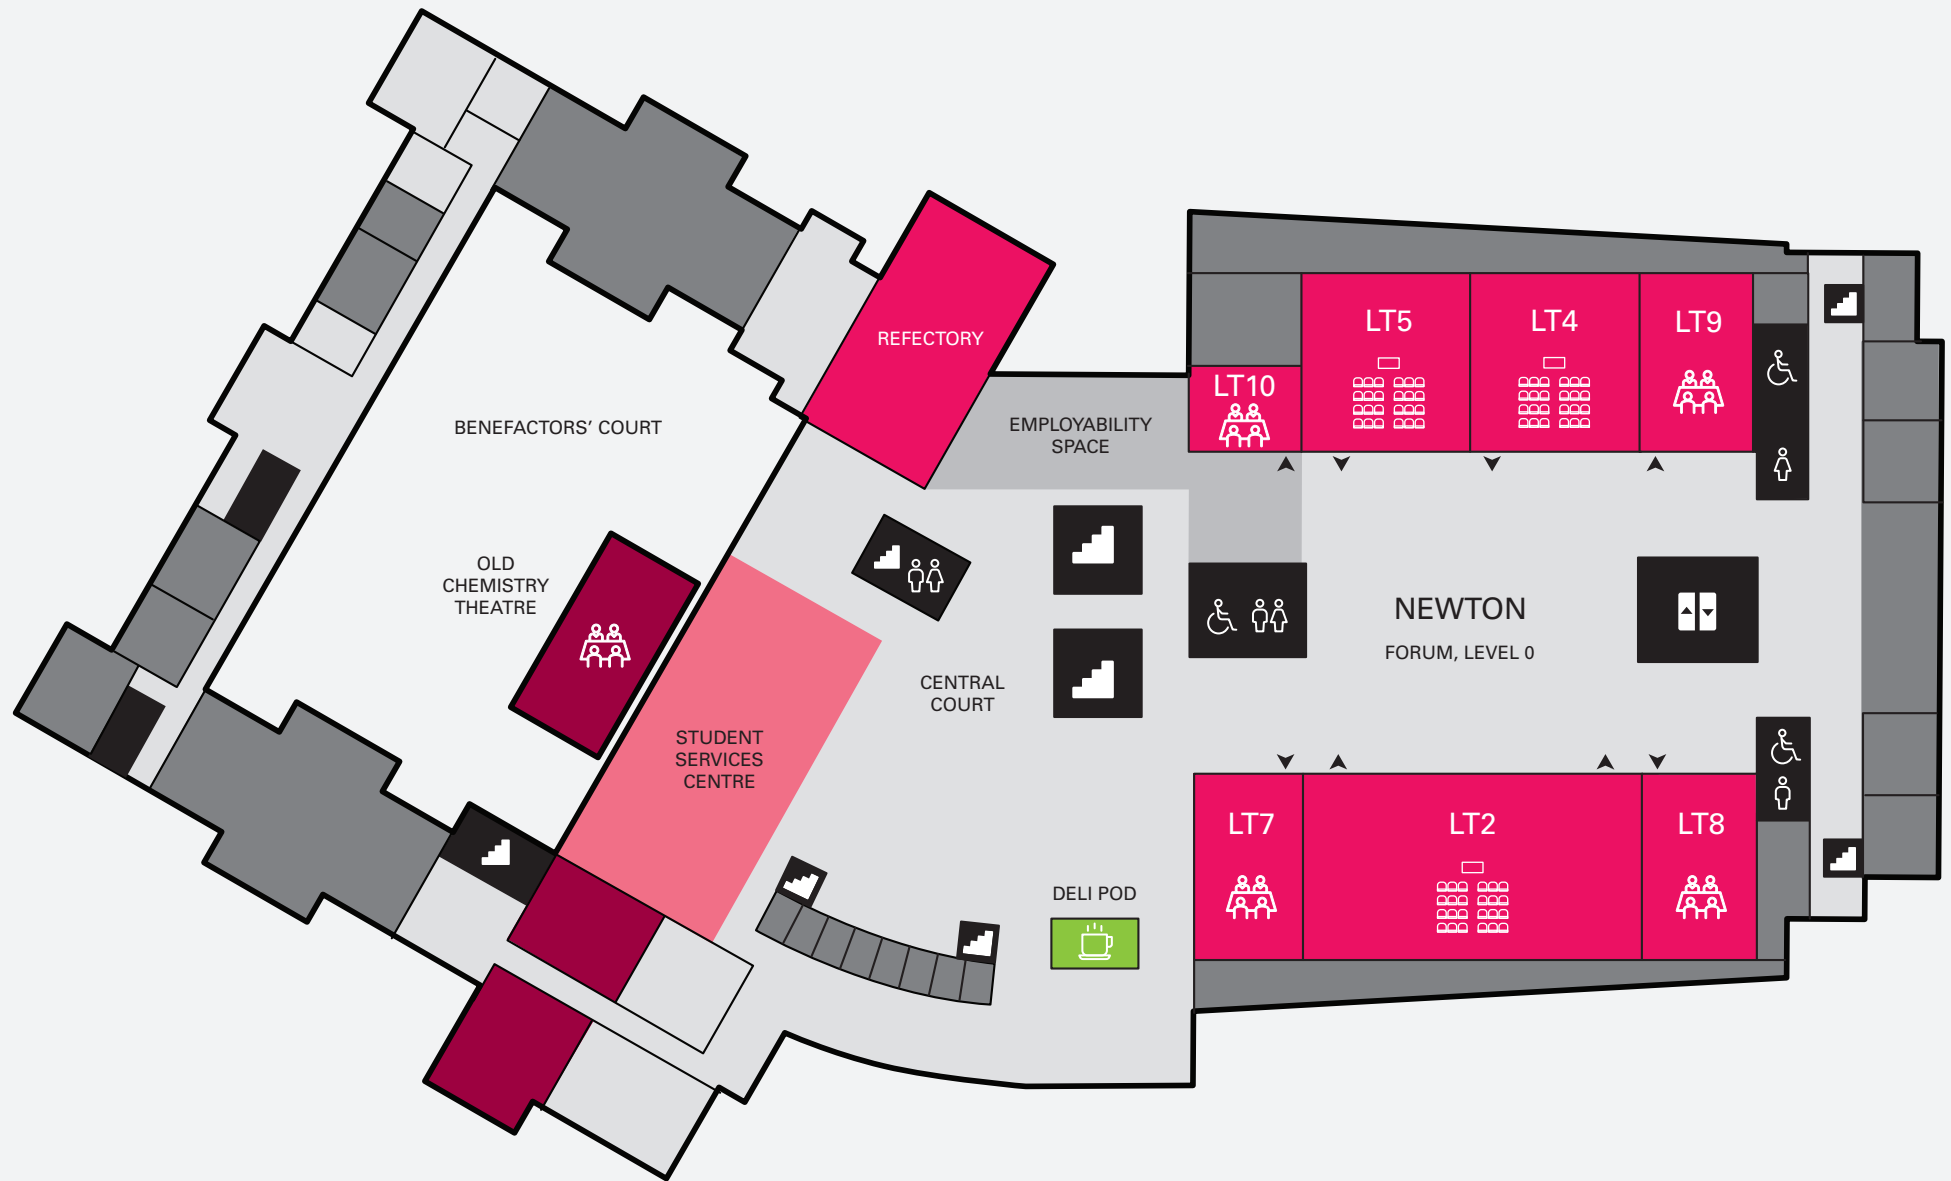 REFECTORY
EMPLOYABILITY
SPACE
LT5
LT4
LT9
LT10
BENEFACTORS' COURT
OLD
CHEMISTRY
THEATRE
NEWTON
FORUM, LEVEL 0
CENTRAL
COURT
STUDENT
SERVICES
CENTRE
LT7
LT2
LT8
DELI POD